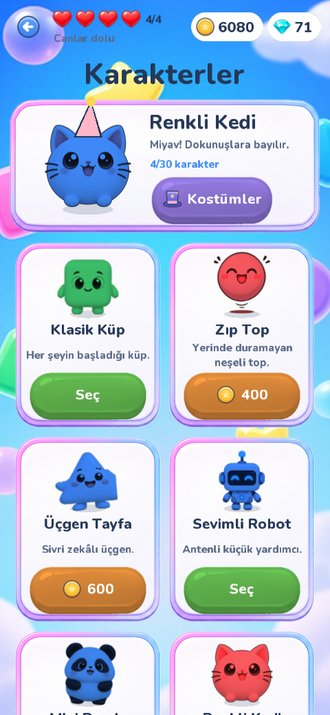 4/4
Canlar dolu
6080
71
Karakterler
Renkli Kedi
Miyav! Dokunuşlara bayılır.
4/30 karakter
Kostümler
Klasik Küp
Her şeyin başladığı küp.
Seç
Zıp Top
Yerinde duramayan
neşeli top.
400
Üçgen Tayfa
Sivri zekâlı üçgen.
600
Sevimli Robot
Antenli küçük yardımcı.
Seç